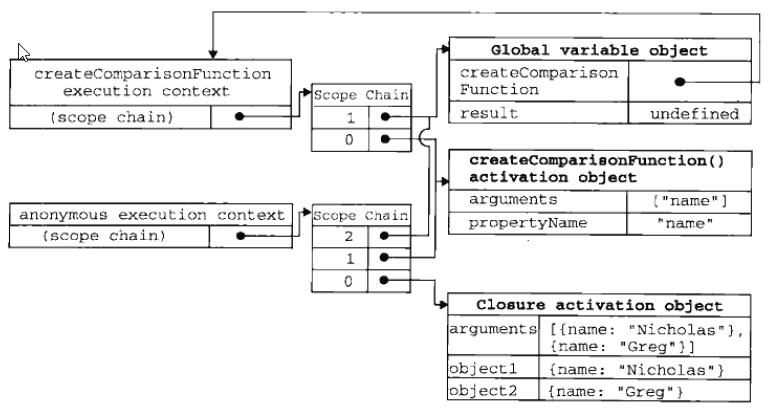 createComparisonFunction
execution context
(scope chain)
Scope Chain
1
0
Global variable object
createComparison
Function
result undefined
createComparisonFunction()
activation object
arguments ["name"]
propertyName "name"
anonymous execution context
(scope chain)
Scope Chain
2
1
0
Closure activation object
arguments [{name: "Nicholas"},
{name: "Greg"}]
object1 {name: "Nicholas"}
object2 {name: "Greg"}